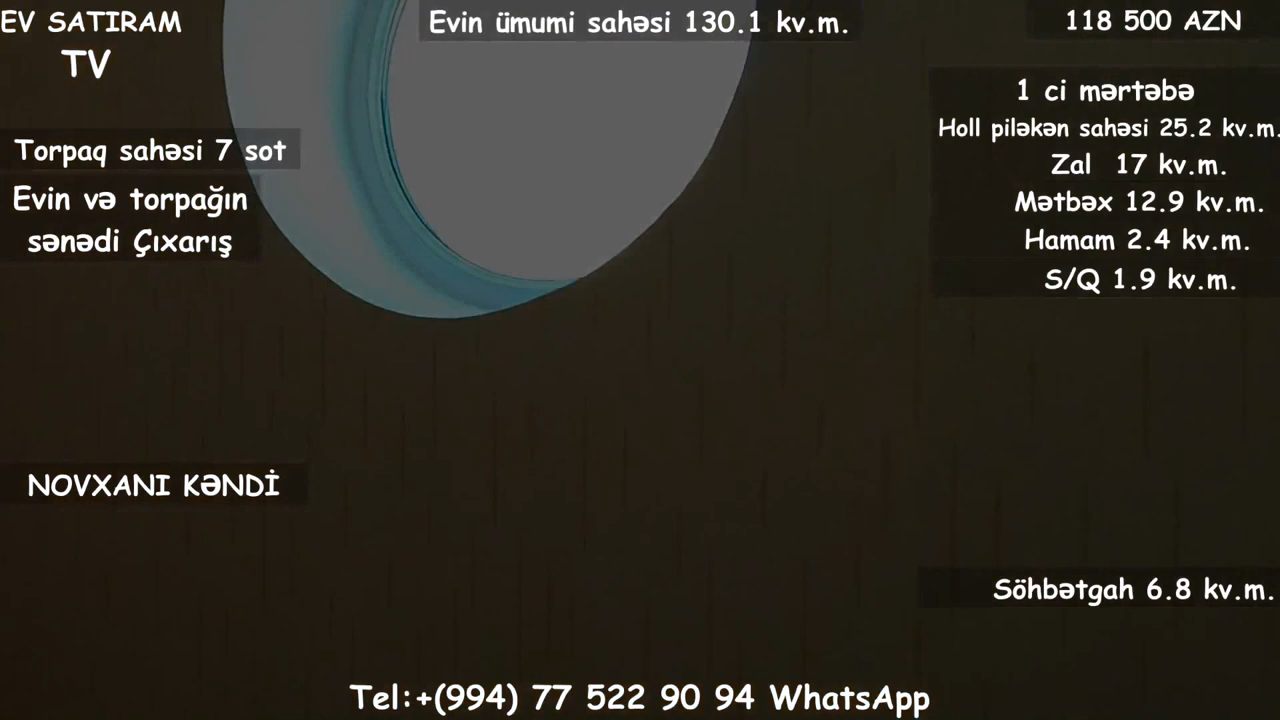 EV SATIRAM
TV
Evin ümumi sahəsi 130.1 kv.m.
118 500 AZN
Torpaq sahəsi 7 sot
Evin və torpağın
sənədi Çıxarış
1 ci mərtəbə
Holl piləkən sahəsi 25.2 kv.m.
Zal 17 kv.m.
Mətbəx 12.9 kv.m.
Hamam 2.4 kv.m.
S/Q 1.9 kv.m.
NOVXANI KƏNDİ
Söhbətgah 6.8 kv.m.
Tel:+(994) 77 522 90 94 WhatsApp